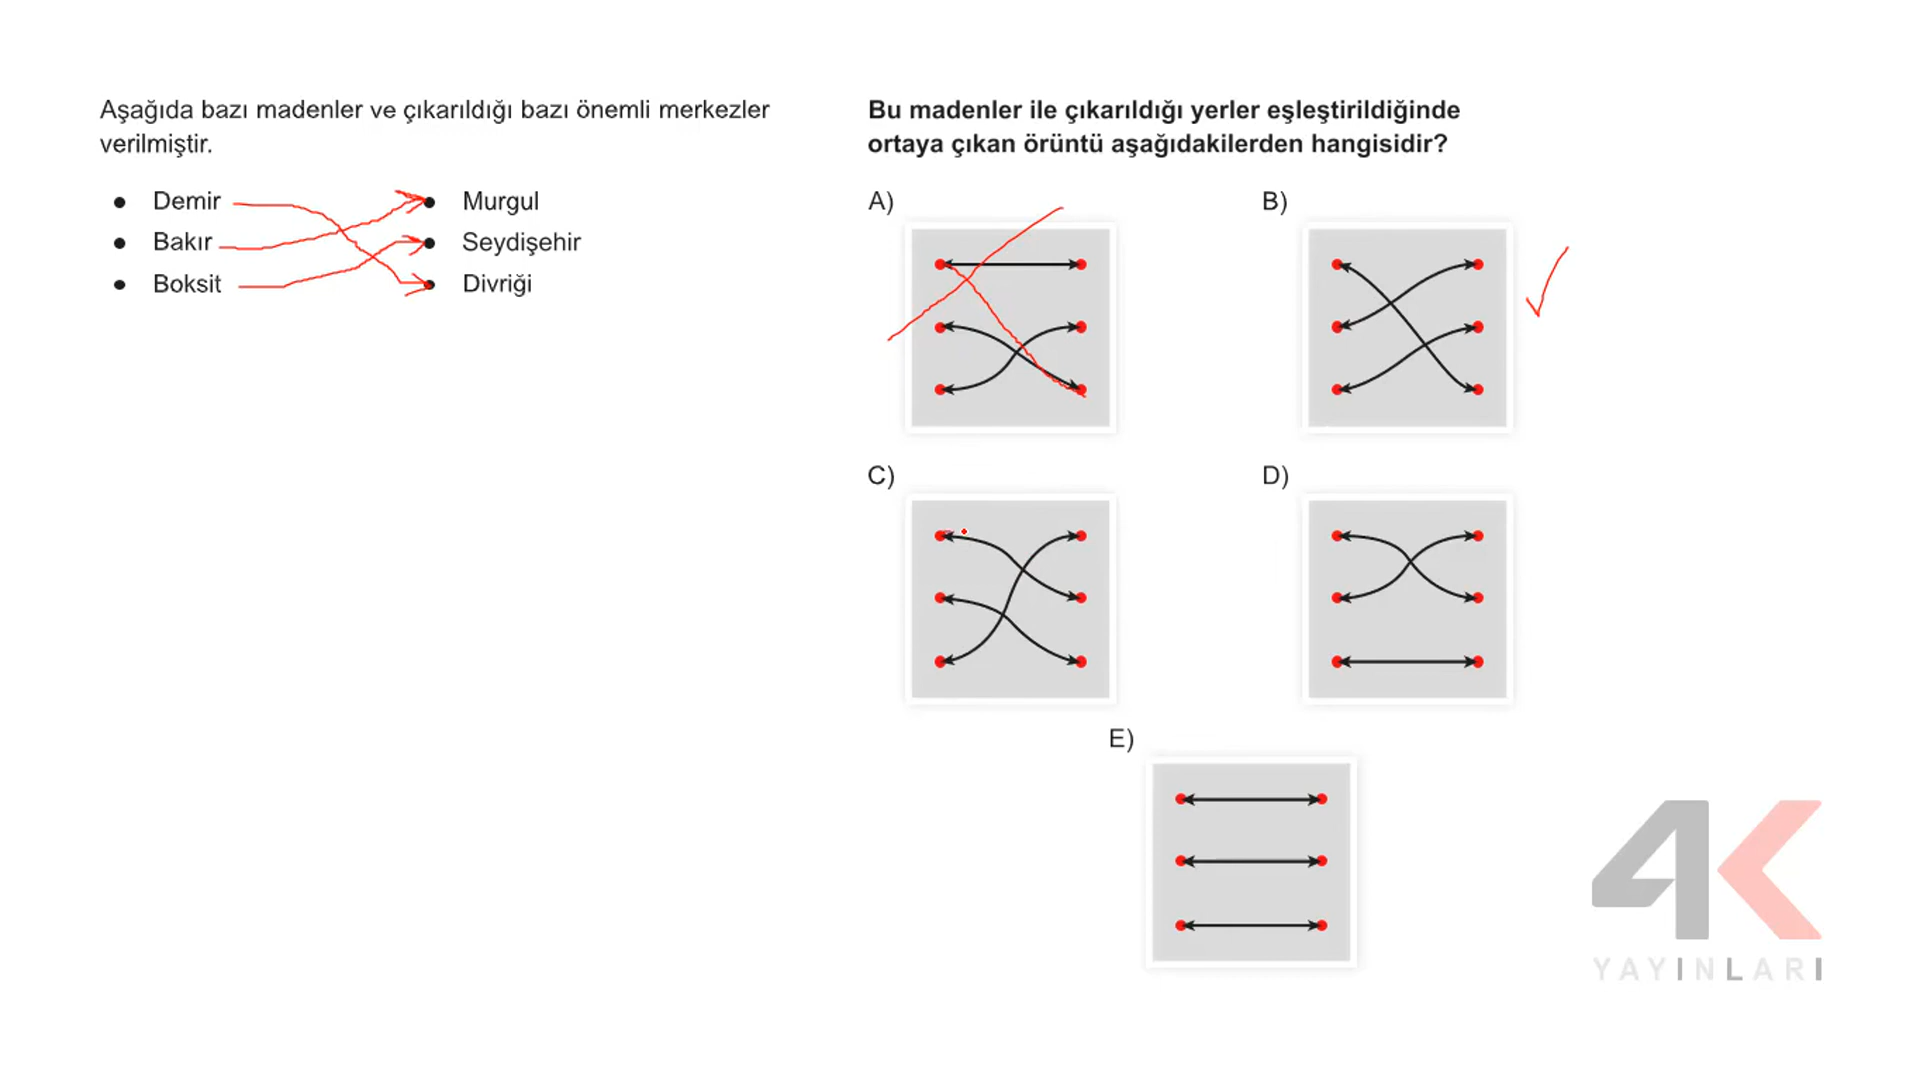 Aşağıda bazı madenler ve çıkarıldığı bazı önemli merkezler
verilmiştir.
• Demir • Murgul
• Bakır • Seydişehir
• Boksit • Divriği
Bu madenler ile çıkarıldığı yerler eşleştirildiğinde
ortaya çıkan örüntü aşağıdakilerden hangisidir?
A) B)
C) D)
E)
4K
YAYINLARI